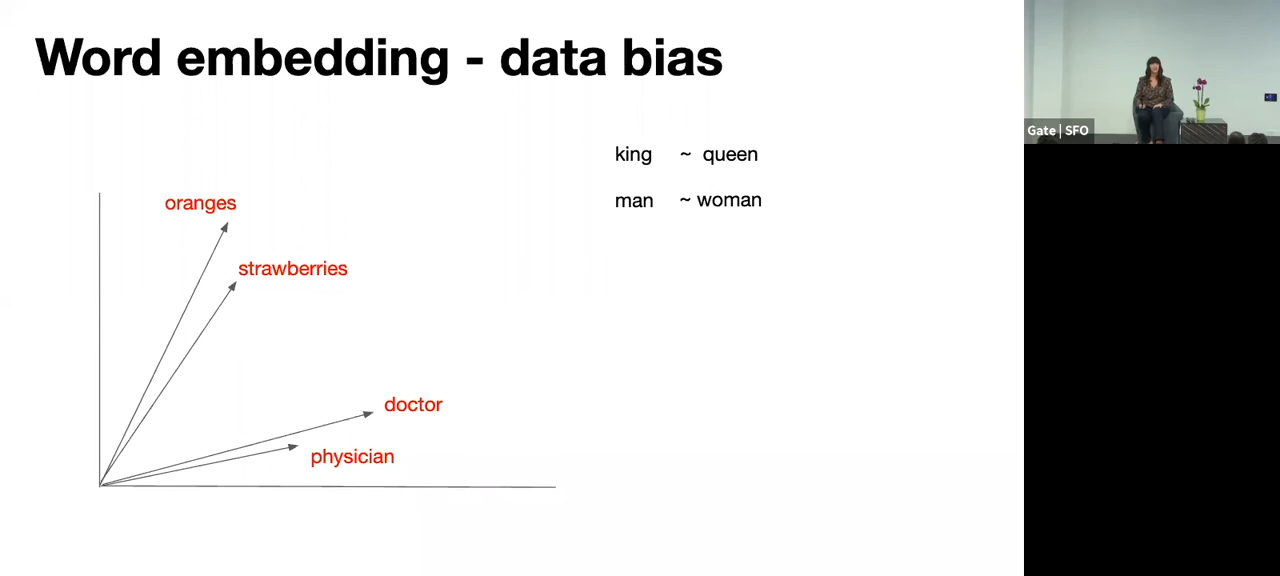 Word embedding - data bias
king ~ queen
man ~ woman
oranges
strawberries
doctor
physician
Gate | SFO